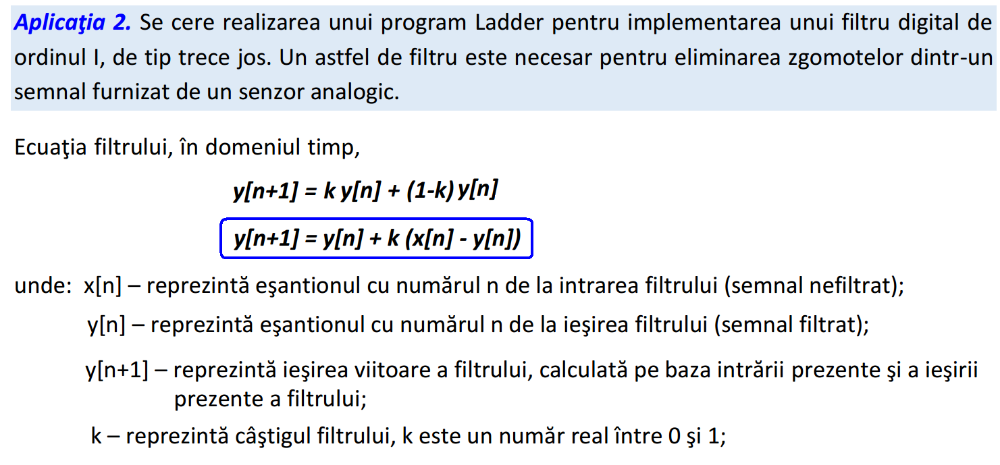 Aplicaţia 2. Se cere realizarea unui program Ladder pentru implementarea unui filtru digital de
ordinul I, de tip trece jos. Un astfel de filtru este necesar pentru eliminarea zgomotelor dintr-un
semnal furnizat de un senzor analogic.
Ecuaţia filtrului, în domeniul timp,
y[n+1] = k y[n] + (1-k) y[n]
y[n+1] = y[n] + k (x[n] - y[n])
unde: x[n] – reprezintă eşantionul cu numărul n de la intrarea filtrului (semnal nefiltrat);
y[n] – reprezintă eşantionul cu numărul n de la ieşirea filtrului (semnal filtrat);
y[n+1] – reprezintă ieşirea viitoare a filtrului, calculată pe baza intrării prezente şi a ieşirii
prezente a filtrului;
k – reprezintă câştigul filtrului, k este un număr real între 0 şi 1;